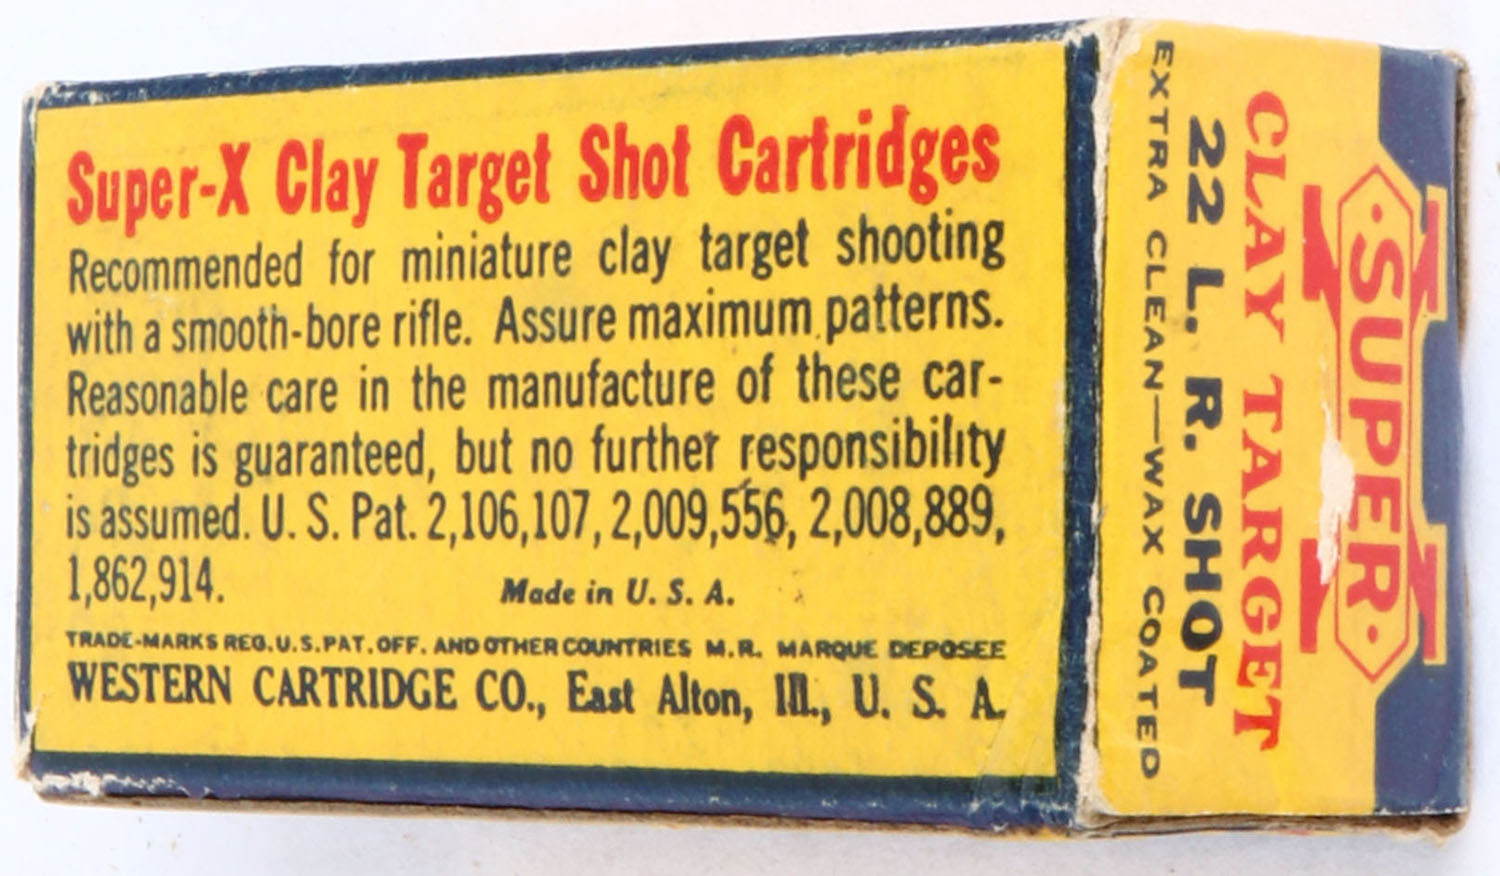 Super-X Clay Target Shot Cartridges
Recommended for miniature clay target shooting
with a smooth-bore rifle. Assure maximum patterns.
Reasonable care in the manufacture of these car-
tridges is guaranteed, but no further responsibility
is assumed. U. S. Pat. 2,106,107, 2,009,556, 2,008,889,
1,862,914.
Made in U. S. A.
TRADE-MARKS REG. U.S. PAT. OFF. AND OTHER COUNTRIES M.R. MARQUE DEPOSEE
WESTERN CARTRIDGE CO., East Alton, Ill., U. S. A.
X
·SUPER·
CLAY TARGET
22 L. R. SHOT
EXTRA CLEAN—WAX COATED